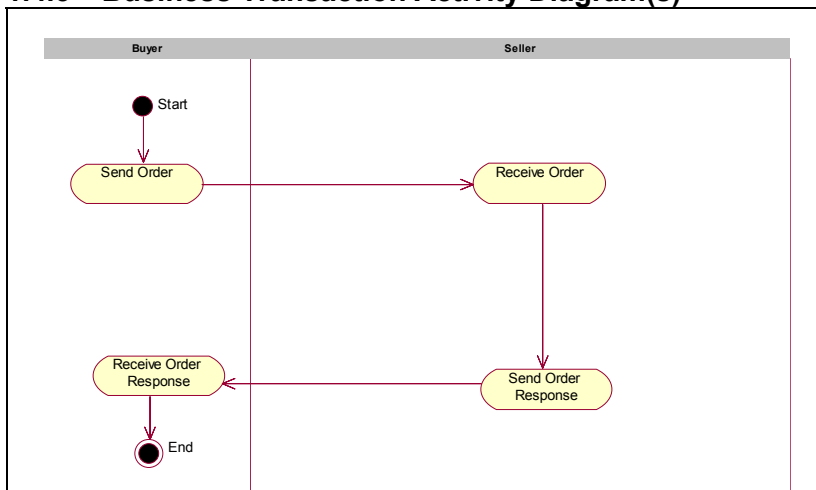 Business Transaction Activity Diagram(s)
Buyer
Seller
Start
Send Order
Receive Order
Receive Order
Response
Send Order
Response
End